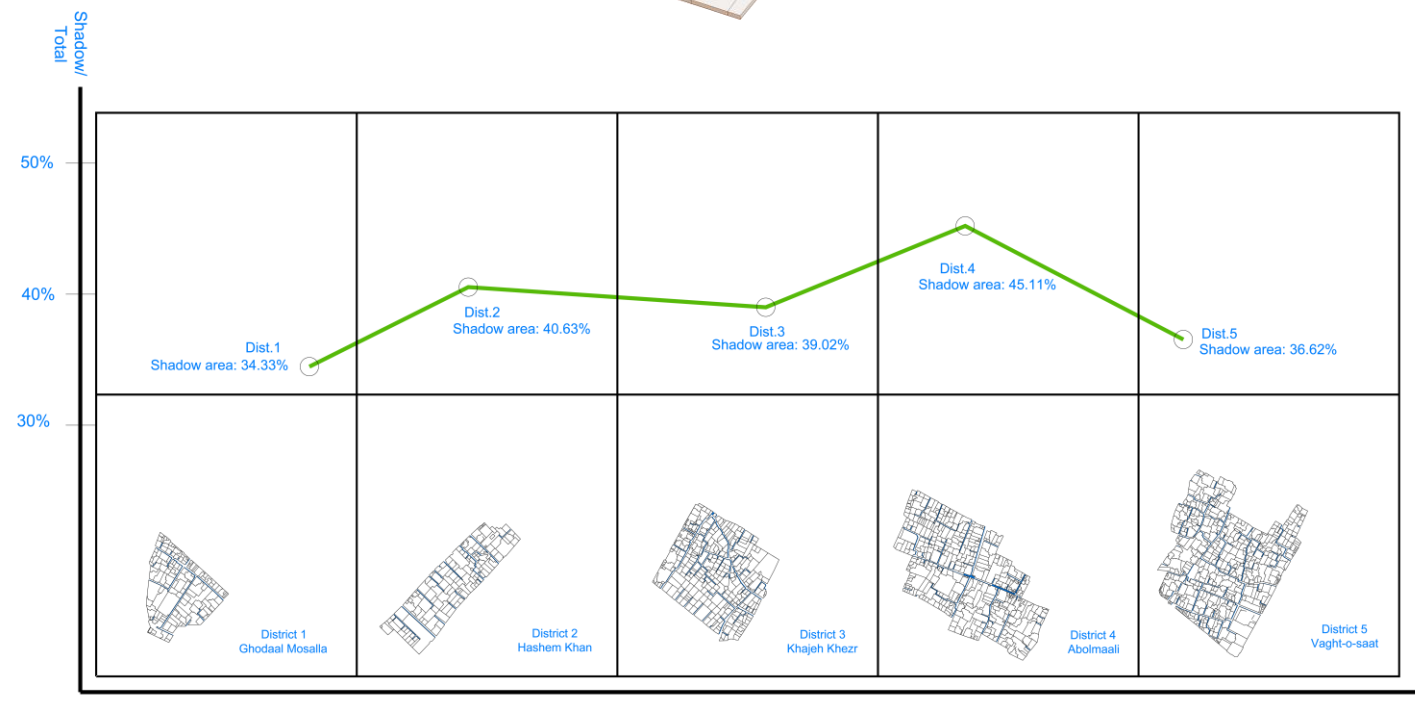 Shadow/
Total
50%
40%
30%
Dist.1
Shadow area: 34.33%
Dist.2
Shadow area: 40.63%
Dist.3
Shadow area: 39.02%
Dist.4
Shadow area: 45.11%
Dist.5
Shadow area: 36.62%
District 1
Ghodaal Mosalla
District 2
Hashem Khan
District 3
Khajeh Khezr
District 4
Abolmaali
District 5
Vaght-o-saat